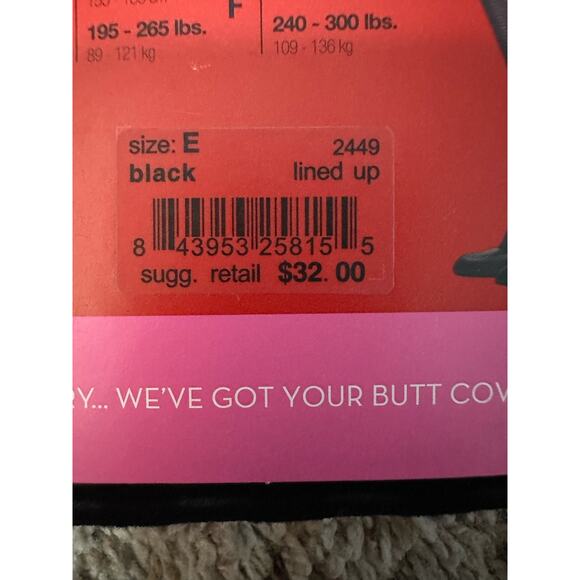 F
195 - 265 lbs.
89 - 121 kg
240 - 300 lbs.
109 - 136 kg
size: E
2449
black
lined up
8 43953 25815 5
sugg. retail $32.00
RY... WE'VE GOT YOUR BUTT COV